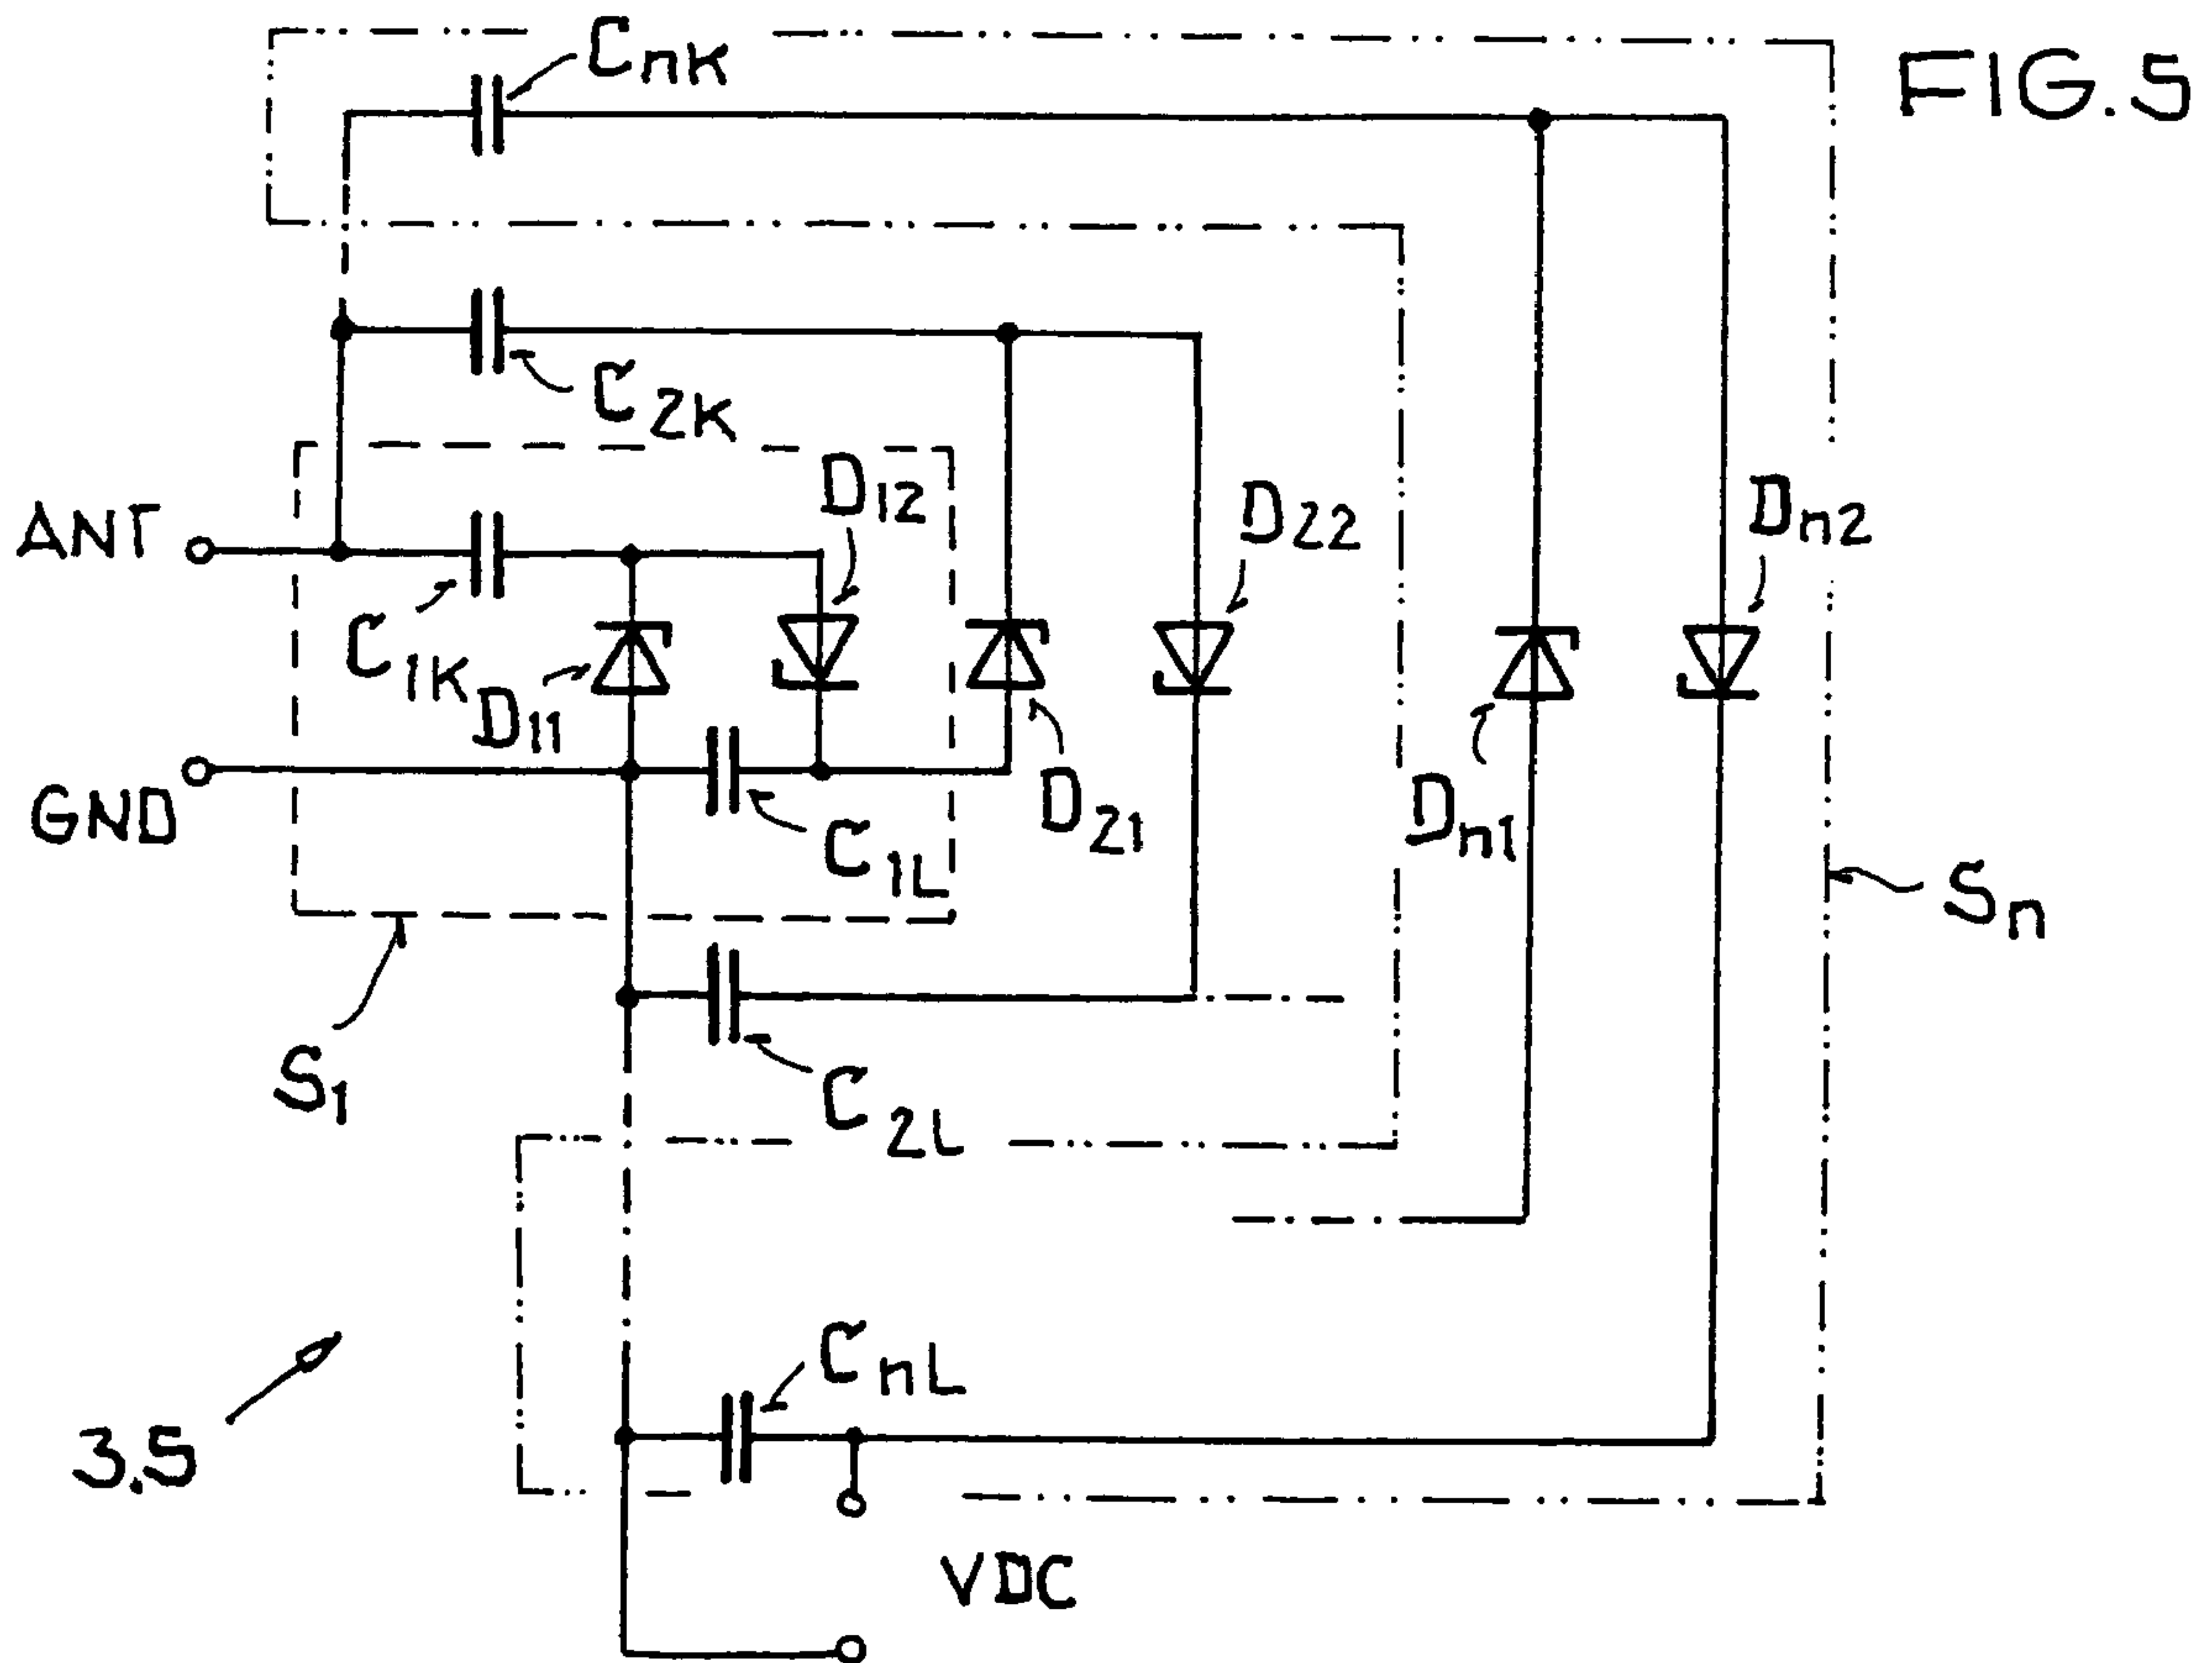 FIG. 5
CnK
C2K
D12
D22
Dn2
ANT
C1K
D11
GND
D21
Dn1
C1L
Sn
S1
C2L
CnL
3.5
VDC